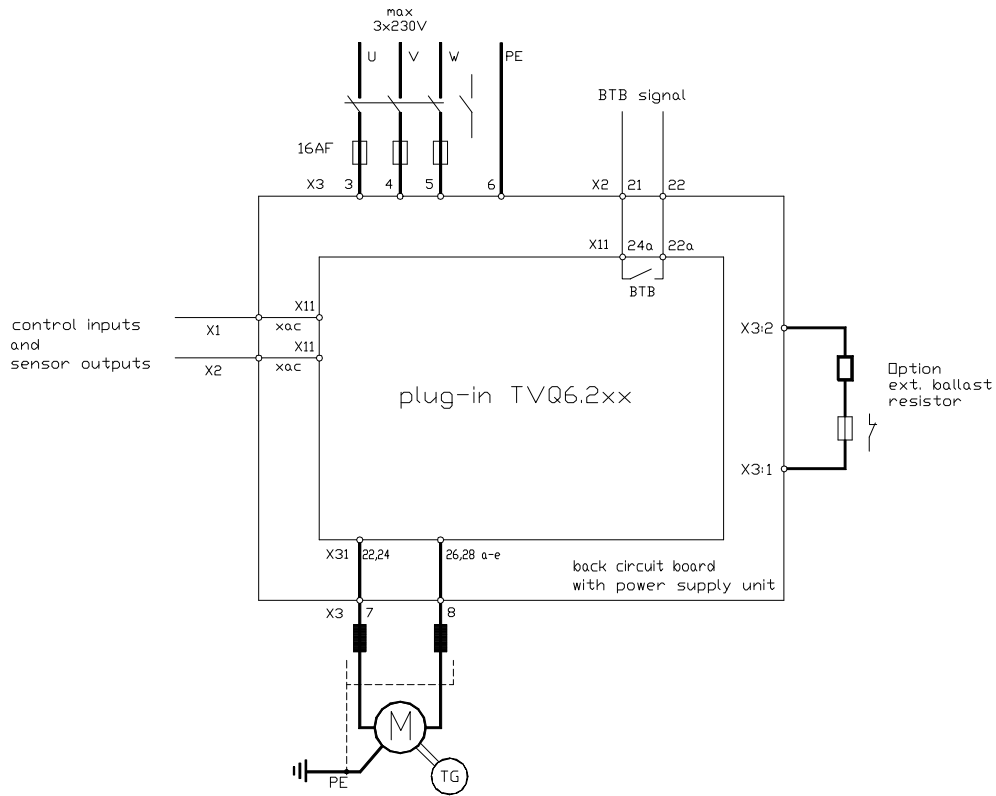 max
3x230V
U V W PE
BTB signal
16AF
X3 3 4 5 6 X2 21 22
X11 24a 22a
BTB
X11
control inputs
and
sensor outputs
X1 xac
X11
X2 xac
X3:2
plug-in TVQ6.2xx
Option
ext. ballast
resistor
X3:1
X31 22,24 26,28 a-e
back circuit board
with power supply unit
X3 7 8
M
TG
PE